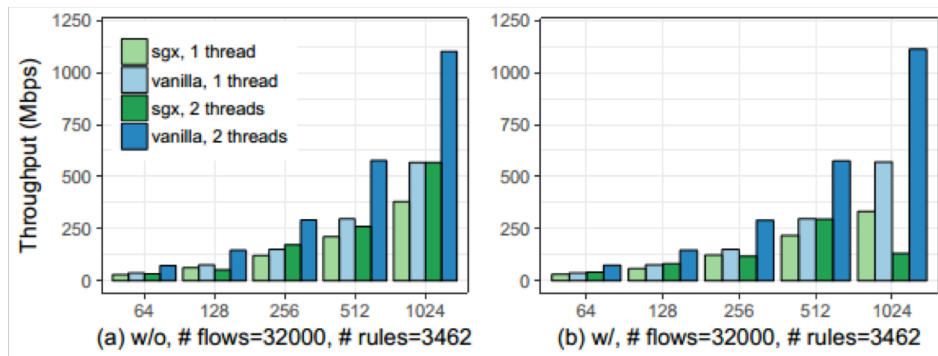 Throughput (Mbps)
1250
1000
750
500
250
0
sgx, 1 thread
vanilla, 1 thread
sgx, 2 threads
vanilla, 2 threads
64 128 256 512 1024
(a) w/o, # flows=32000, # rules=3462
1250
1000
750
500
250
0
64 128 256 512 1024
(b) w/, # flows=32000, # rules=3462